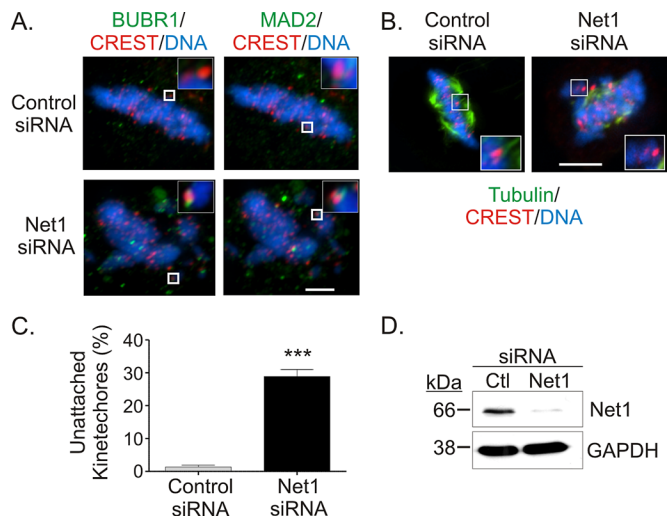 A.
BUBR1/
CREST/DNA
MAD2/
CREST/DNA
Control
siRNA
Net1
siRNA
B.
Control
siRNA
Net1
siRNA
Tubulin/
CREST/DNA
C.
Unattached
Kinetechores (%)
40
30
20
10
0
***
Control
siRNA
Net1
siRNA
D.
siRNA
kDa
Ctl Net1
66
Net1
38
GAPDH